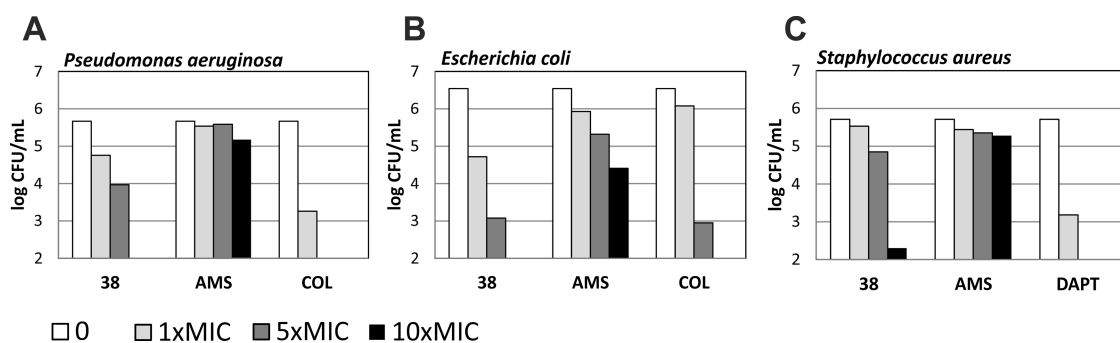 A
Pseudomonas aeruginosa
7
6
5
4
3
2
log CFU/mL
38 AMS COL
B
Escherichia coli
7
6
5
4
3
2
log CFU/mL
38 AMS COL
C
Staphylococcus aureus
7
6
5
4
3
2
log CFU/mL
38 AMS DAPT
0 1xMIC 5xMIC 10xMIC